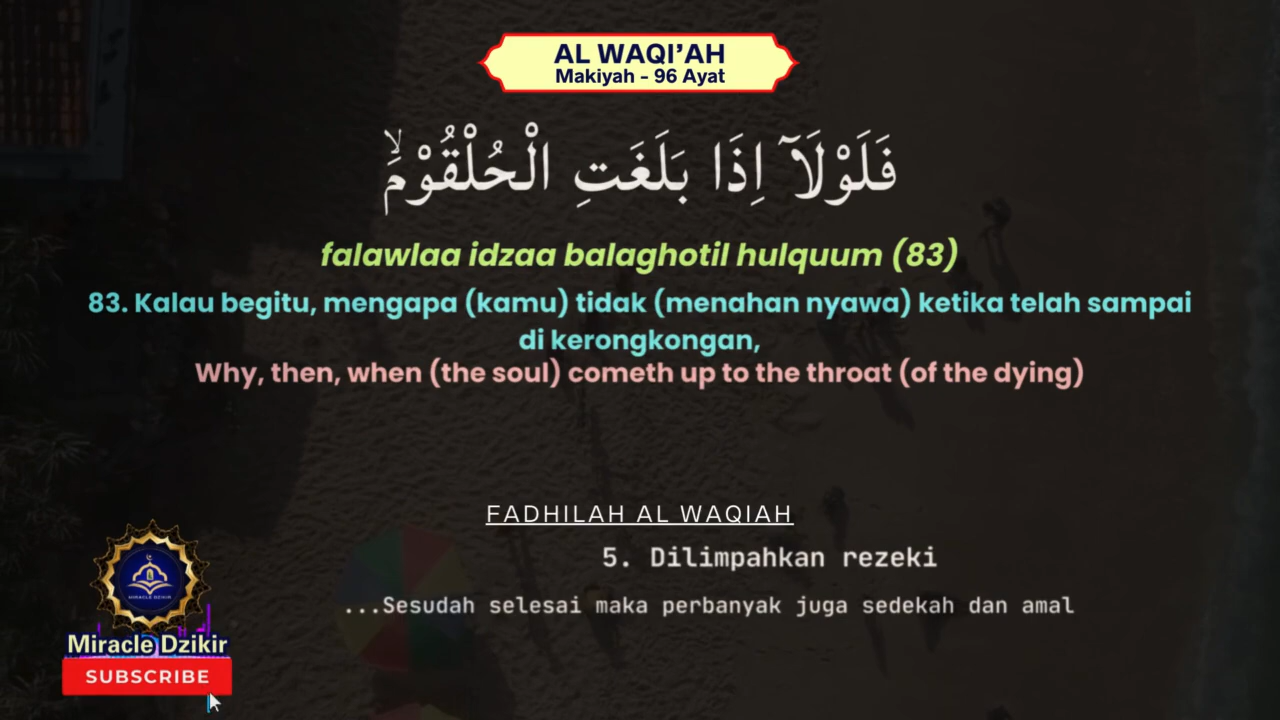 AL WAQI'AH
Makiyah - 96 Ayat
فَلَوْلَآ اِذَا بَلَغَتِ الْحُلْقُوْمَۙ
falawlaa idzaa balaghotil hulquum (83)
83. Kalau begitu, mengapa (kamu) tidak (menahan nyawa) ketika telah sampai
di kerongkongan,
Why, then, when (the soul) cometh up to the throat (of the dying)
FADHILAH AL WAQIAH
5. Dilimpahkan rezeki
...Sesudah selesai maka perbanyak juga sedekah dan amal
MIRACLE DZIKIR
Miracle Dzikir
SUBSCRIBE